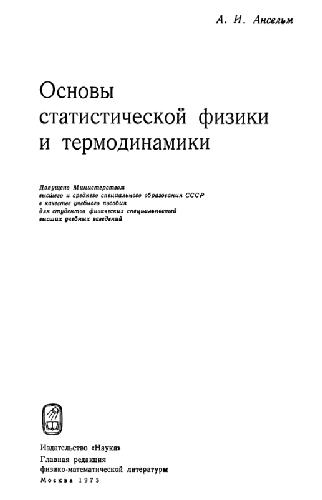 А. И. Ансельм
Основы
статистической физики
и термодинамики
Допущено Министерством
высшего и среднего специального образования СССР
в качестве учебного пособия
для студентов физических специальностей
высших учебных заведений
Издательство «Наука»
Главная редакция
физико-математической литературы
Москва 1973